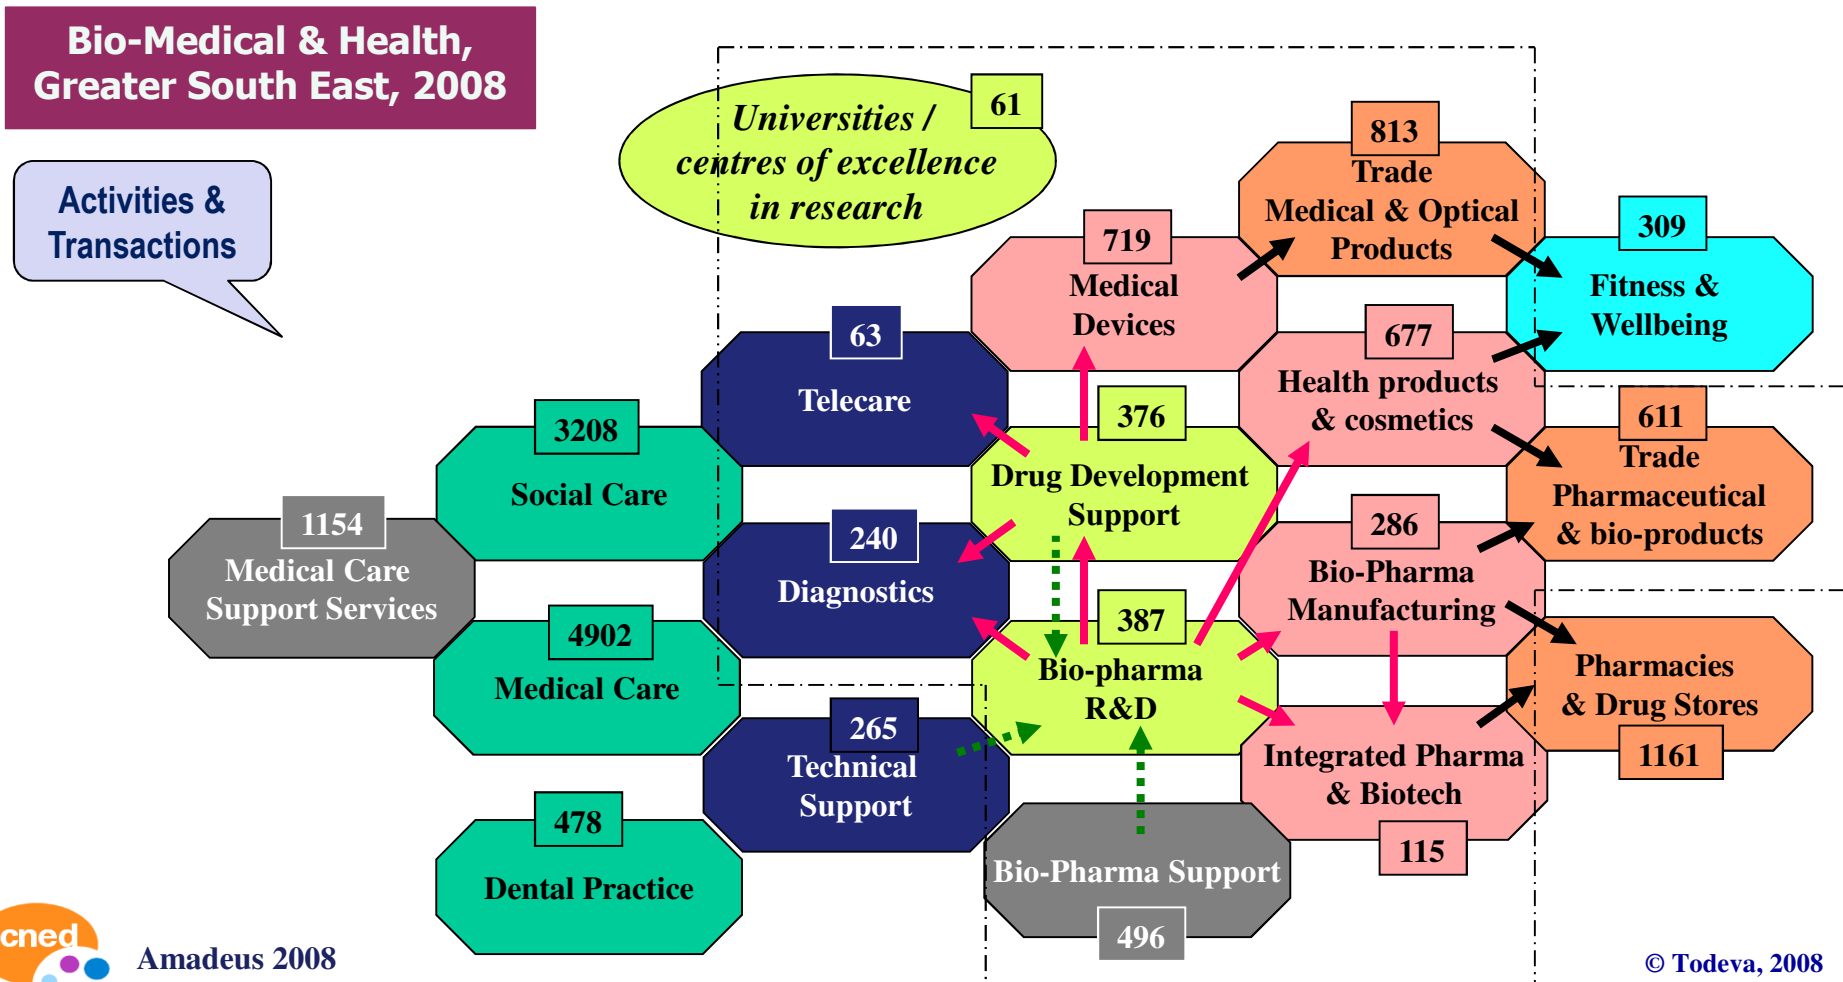 Bio-Medical & Health,
Greater South East, 2008
Activities &
Transactions
61
Universities /
centres of excellence
in research
813
Trade
Medical & Optical
Products
719
Medical
Devices
309
Fitness &
Wellbeing
63
Telecare
677
Health products
& cosmetics
3208
Social Care
376
Drug Development
Support
611
Trade
Pharmaceutical
& bio-products
1154
Medical Care
Support Services
240
Diagnostics
286
Bio-Pharma
Manufacturing
4902
Medical Care
387
Bio-pharma
R&D
Pharmacies
& Drug Stores
1161
265
Technical
Support
Integrated Pharma
& Biotech
115
478
Dental Practice
Bio-Pharma Support
496
cned
Amadeus 2008
© Todeva, 2008